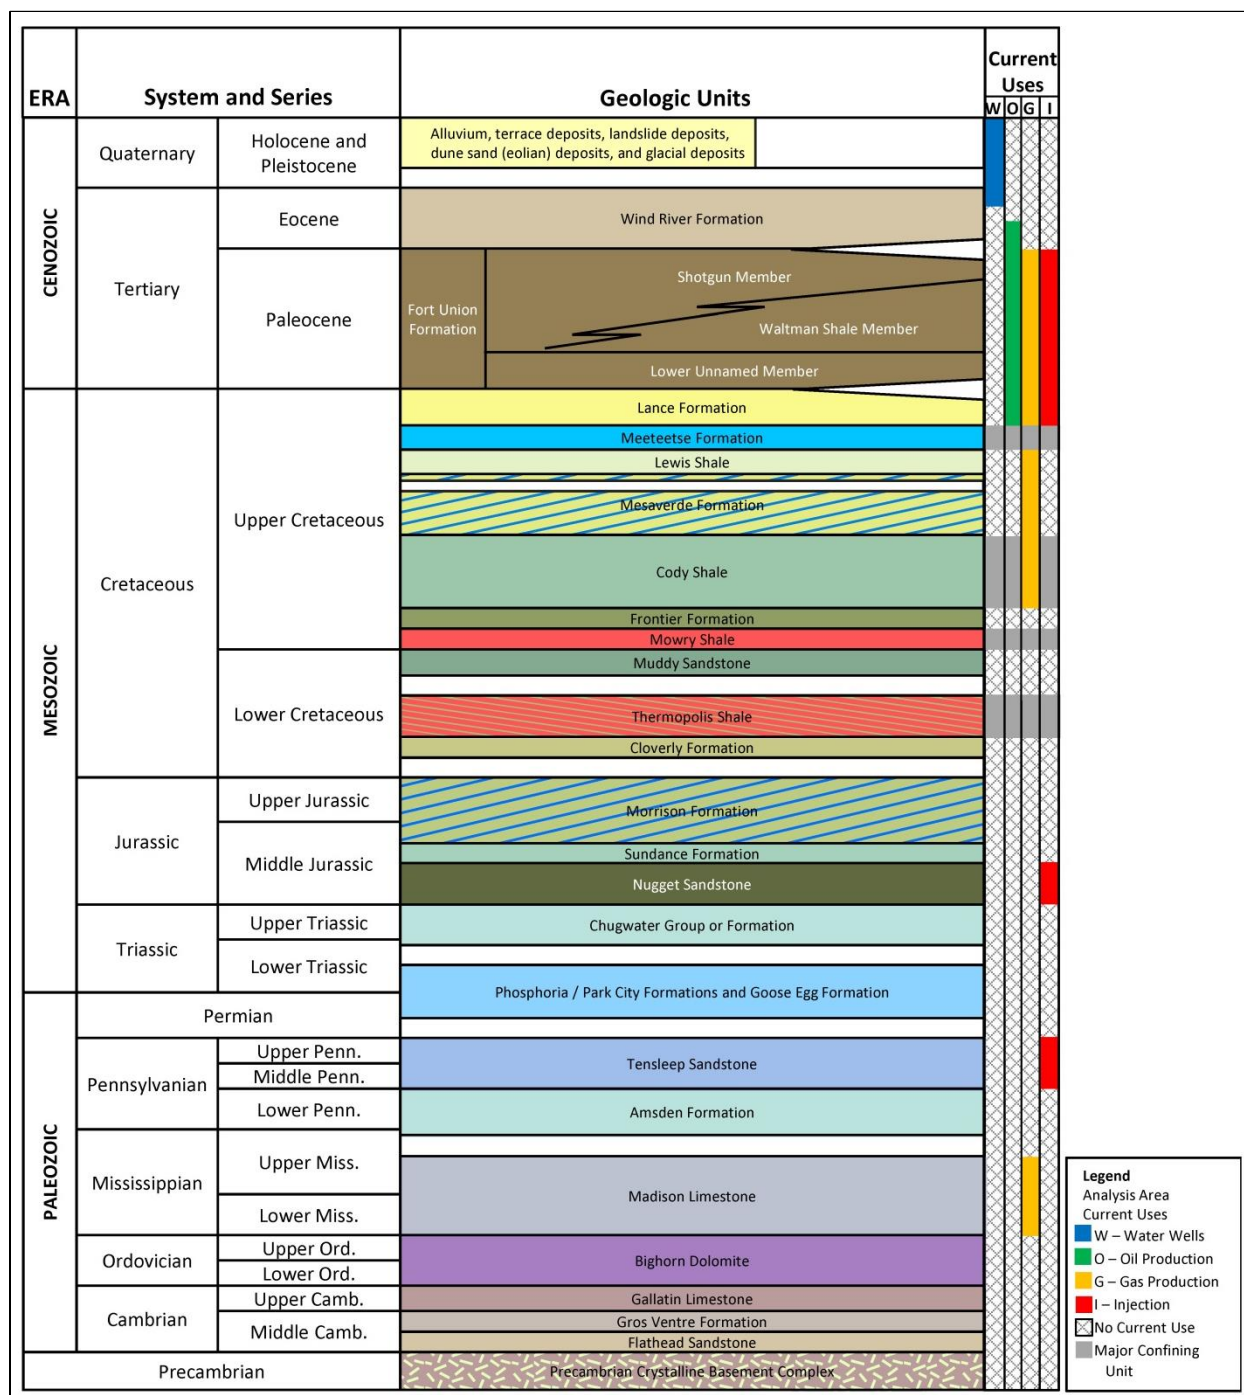 ERA
System and Series
Geologic Units
Current
Uses
W O G I
CENOZOIC
Quaternary
Holocene and
Pleistocene
Alluvium, terrace deposits, landslide deposits,
dune sand (eolian) deposits, and glacial deposits
Tertiary
Eocene
Wind River Formation
Paleocene
Fort Union
Formation
Shotgun Member
Waltman Shale Member
Lower Unnamed Member
MESOZOIC
Cretaceous
Upper Cretaceous
Lance Formation
Meeteetse Formation
Lewis Shale
Mesaverde Formation
Cody Shale
Frontier Formation
Mowry Shale
Lower Cretaceous
Muddy Sandstone
Thermopolis Shale
Cloverly Formation
Jurassic
Upper Jurassic
Morrison Formation
Middle Jurassic
Sundance Formation
Nugget Sandstone
Triassic
Upper Triassic
Chugwater Group or Formation
Lower Triassic
Phosphoria / Park City Formations and Goose Egg Formation
PALEOZOIC
Permian
Pennsylvanian
Upper Penn.
Middle Penn.
Tensleep Sandstone
Lower Penn.
Amsden Formation
Mississippian
Upper Miss.
Madison Limestone
Lower Miss.
Ordovician
Upper Ord.
Lower Ord.
Bighorn Dolomite
Cambrian
Upper Camb.
Gallatin Limestone
Middle Camb.
Gros Ventre Formation
Flathead Sandstone
Precambrian
Precambrian Crystalline Basement Complex
Legend
Analysis Area
Current Uses
W – Water Wells
O – Oil Production
G – Gas Production
I – Injection
No Current Use
Major Confining
Unit